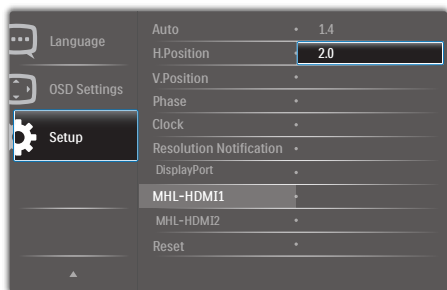 Language
OSD Settings
Setup
Auto
H.Position
V.Position
Phase
Clock
Resolution Notification
DisplayPort
MHL-HDMI1
MHL-HDMI2
Reset
1.4
2.0